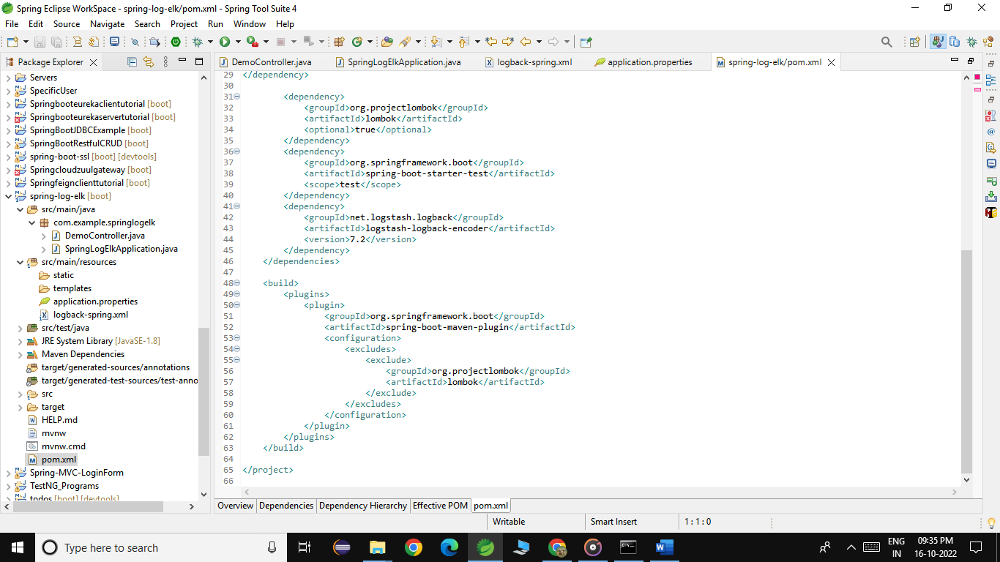 Spring Eclipse WorkSpace - spring-log-elk/pom.xml - Spring Tool Suite 4
File Edit Source Navigate Search Project Run Window Help
Package Explorer
Servers
SpecificUser
Springbooteurekaclientutorial [boot]
Springbooteurekaservertutorial [boot]
SpringBootJDBCExample [boot]
SpringBootRestfulCRUD [boot]
spring-boot-ssl [boot] [devtools]
Springcloudzuulgateway [boot]
Springfeignclienttutorial [boot]
spring-log-elk [boot]
src/main/java
com.example.springlogelk
DemoController.java
SpringLogElkApplication.java
src/main/resources
static
templates
application.properties
logback-spring.xml
src/test/java
JRE System Library [JavaSE-1.8]
Maven Dependencies
target/generated-sources/annotations
target/generated-test-sources/test-anno
src
target
HELP.md
mvnw
mvnw.cmd
pom.xml
Spring-MVC-LoginForm
TestNG_Programs
todos [boot] [devtools]
DemoController.java SpringLogElkApplication.java logback-spring.xml application.properties spring-log-elk/pom.xml
29 </dependency>
30
31 <dependency>
32 <groupId>org.projectlombok</groupId>
33 <artifactId>lombok</artifactId>
34 <optional>true</optional>
35 </dependency>
36 <dependency>
37 <groupId>org.springframework.boot</groupId>
38 <artifactId>spring-boot-starter-test</artifactId>
39 <scope>test</scope>
40 </dependency>
41 <dependency>
42 <groupId>net.logstash.logback</groupId>
43 <artifactId>logstash-logback-encoder</artifactId>
44 <version>7.2</version>
45 </dependency>
46 </dependencies>
47
48 <build>
49 <plugins>
50 <plugin>
51 <groupId>org.springframework.boot</groupId>
52 <artifactId>spring-boot-maven-plugin</artifactId>
53 <configuration>
54 <excludes>
55 <exclude>
56 <groupId>org.projectlombok</groupId>
57 <artifactId>lombok</artifactId>
58 </exclude>
59 </excludes>
60 </configuration>
61 </plugin>
62 </plugins>
63 </build>
64
65 </project>
66
Overview Dependencies Dependency Hierarchy Effective POM pom.xml
Writable Smart Insert 1 : 1 : 0
Type here to search
ENG
IN
09:35 PM
16-10-2022